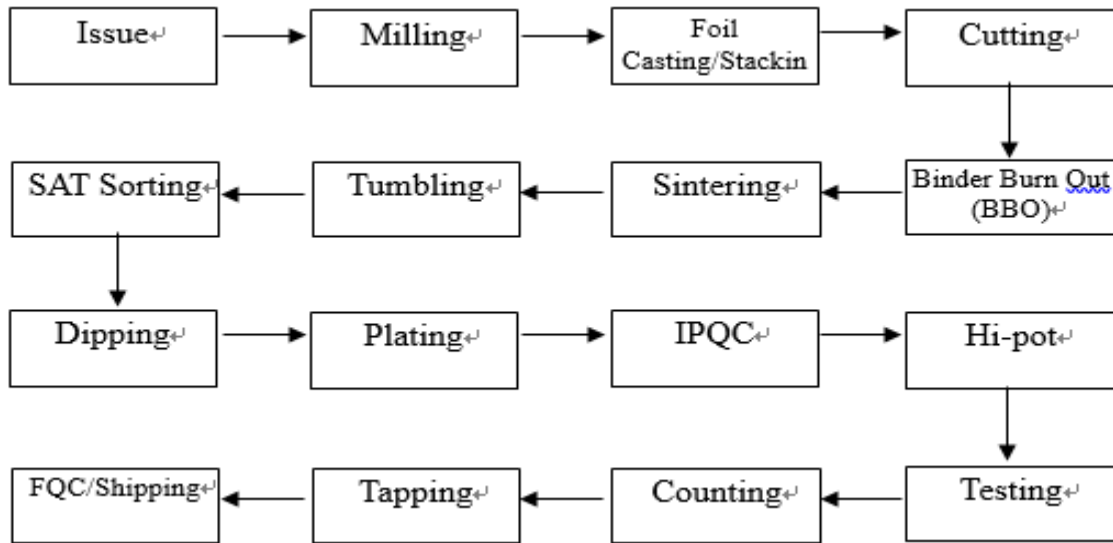 Issue
Milling
Foil
Casting/Stackin
Cutting
SAT Sorting
Tumbling
Sintering
Binder Burn Qut
(BBO)
Dipping
Plating
IPQC
Hi-pot
FQC/Shipping
Tapping
Counting
Testing